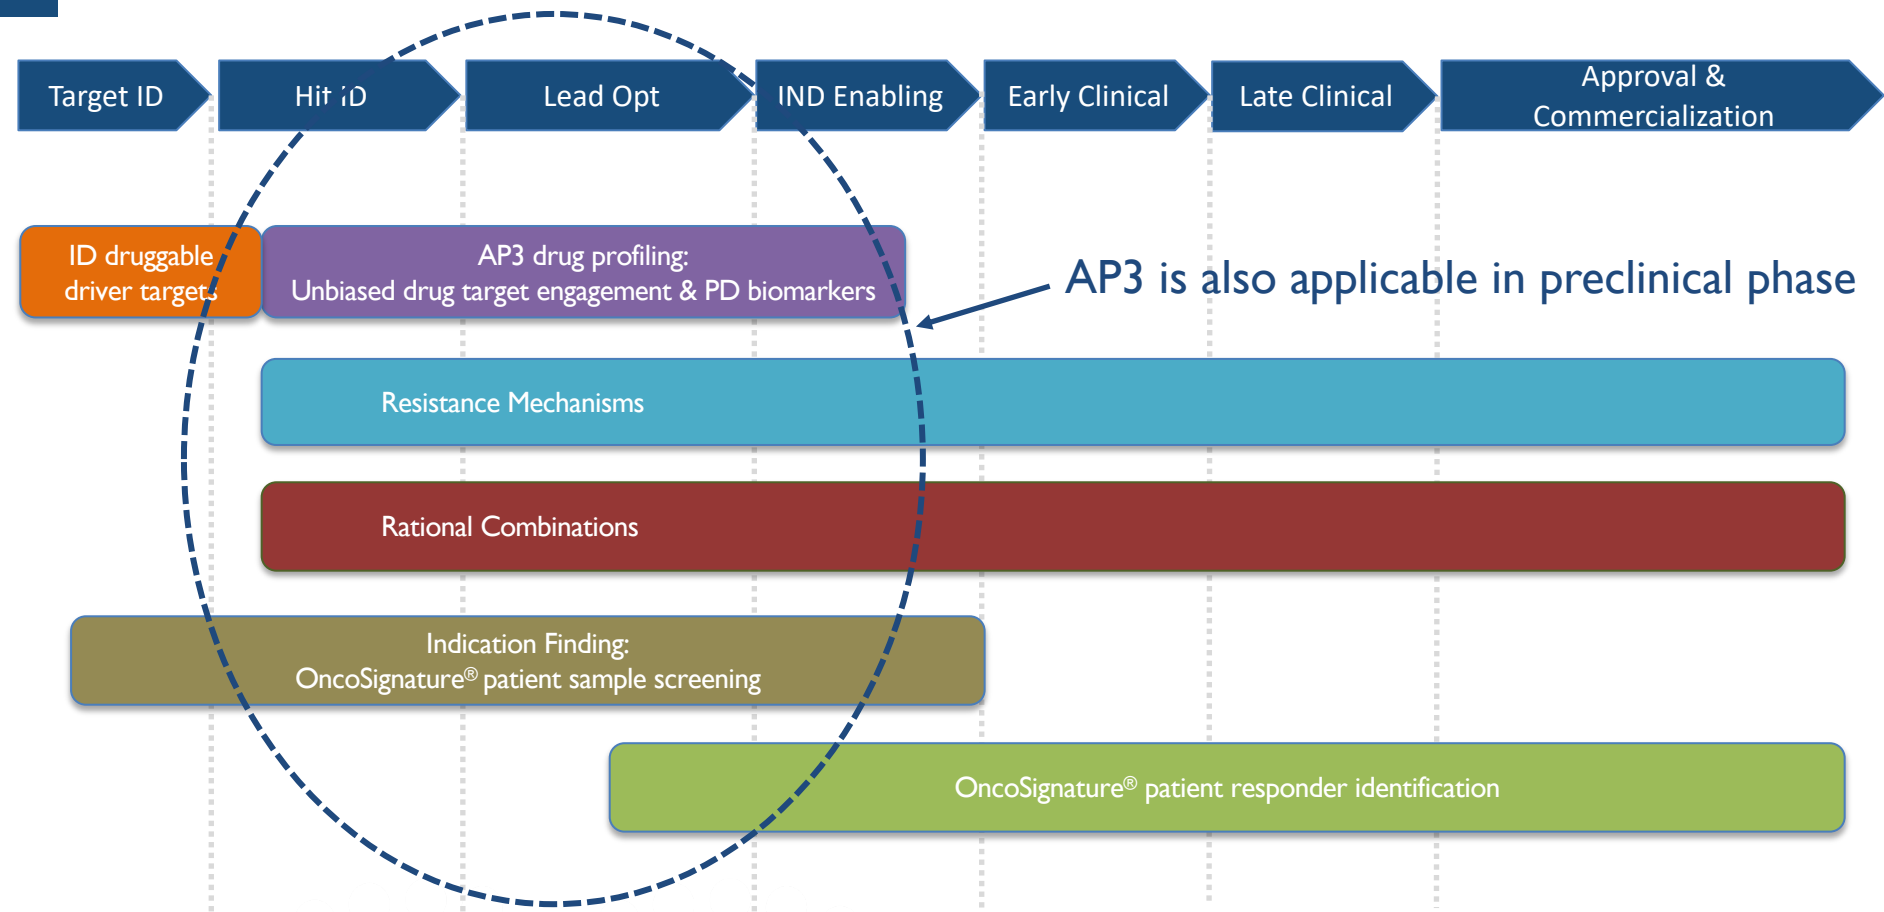 Target ID
Hit ID
Lead Opt
IND Enabling
Early Clinical
Late Clinical
Approval &
Commercialization
ID druggable
driver targets
AP3 drug profiling:
Unbiased drug target engagement & PD biomarkers
AP3 is also applicable in preclinical phase
Resistance Mechanisms
Rational Combinations
Indication Finding:
OncoSignature® patient sample screening
OncoSignature® patient responder identification